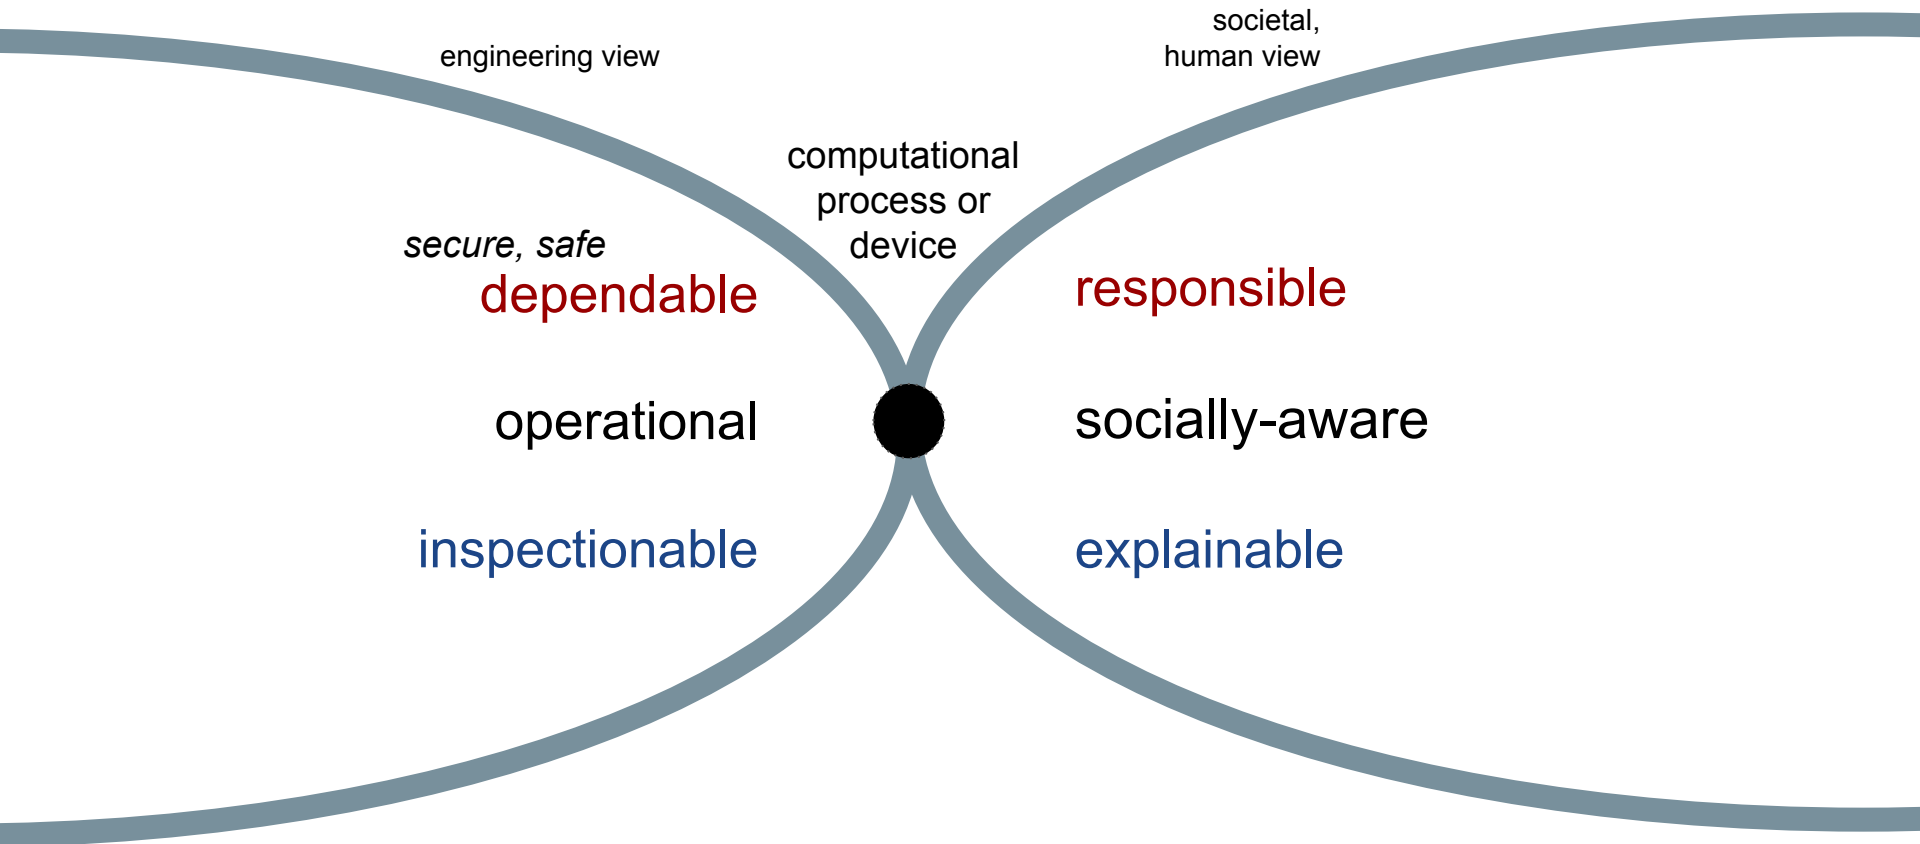 engineering view
societal,
human view
computational
process or
device
secure, safe
dependable
responsible
operational
socially-aware
inspectionable
explainable